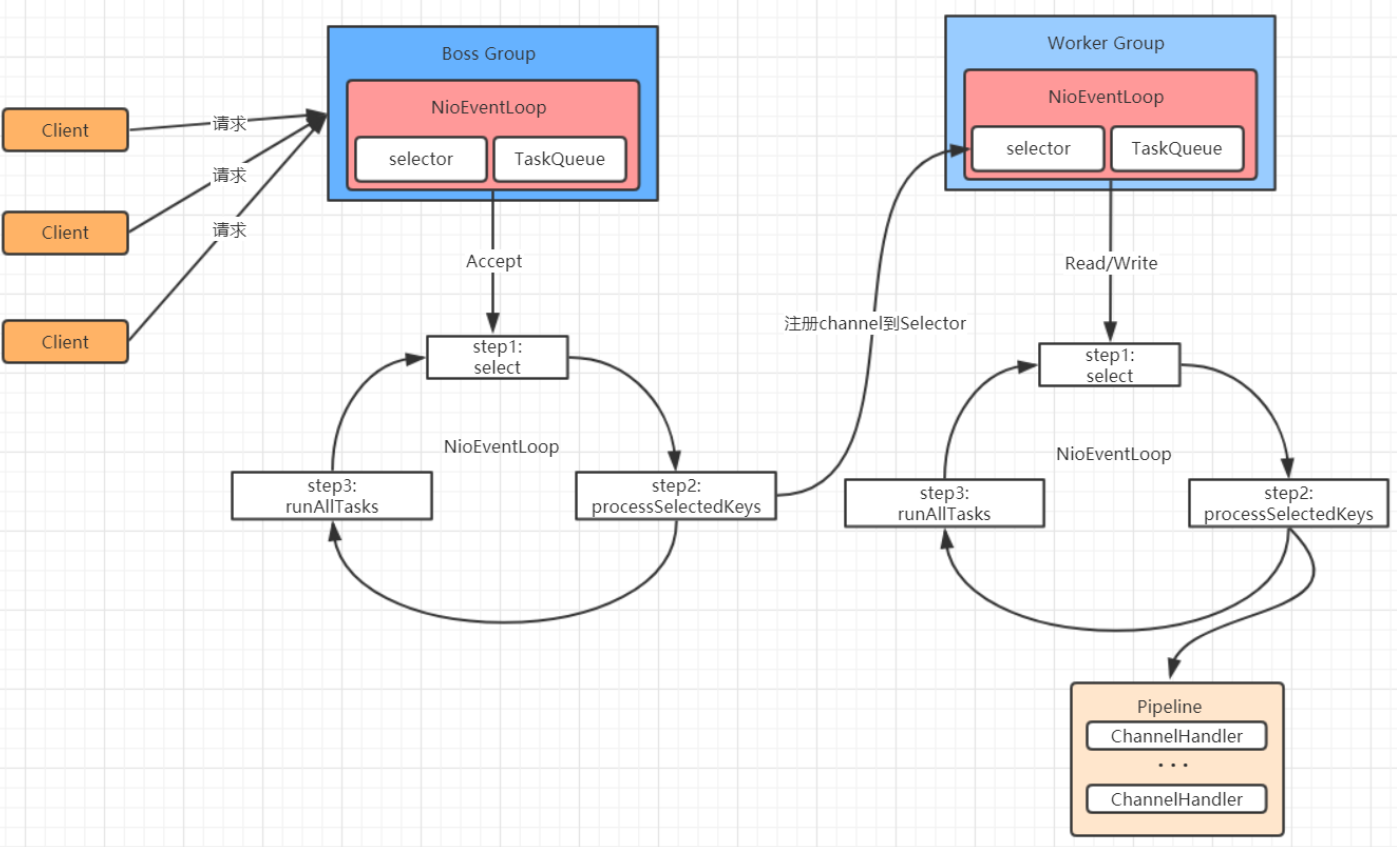 Boss Group
NioEventLoop
selector
TaskQueue
Worker Group
NioEventLoop
selector
TaskQueue
Client
请求
Client
请求
Client
请求
Accept
Read/Write
注册channel到Selector
step1:
select
NioEventLoop
step3:
runAllTasks
step2:
processSelectedKeys
step1:
select
NioEventLoop
step3:
runAllTasks
step2:
processSelectedKeys
Pipeline
ChannelHandler
...
ChannelHandler